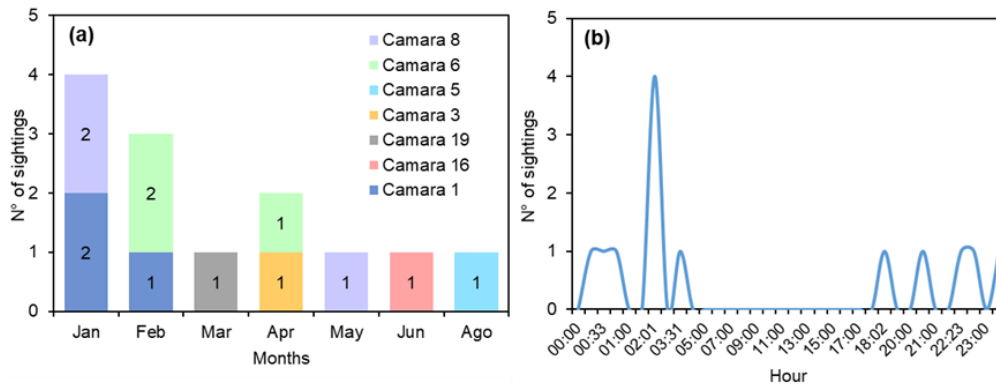 (a)
N° of sightings
5
4
3
2
1
0
Camara 8
Camara 6
Camara 5
Camara 3
Camara 19
Camara 16
Camara 1
2
2
2
1
1
1
1
1
1
1
Jan Feb Mar Apr May Jun Ago
Months
(b)
N° of sightings
5
4
3
2
1
0
00:00 00:33 01:00 02:01 03:31 05:00 07:00 09:00 11:00 13:00 15:00 17:00 18:02 20:00 21:00 22:23 23:00
Hour